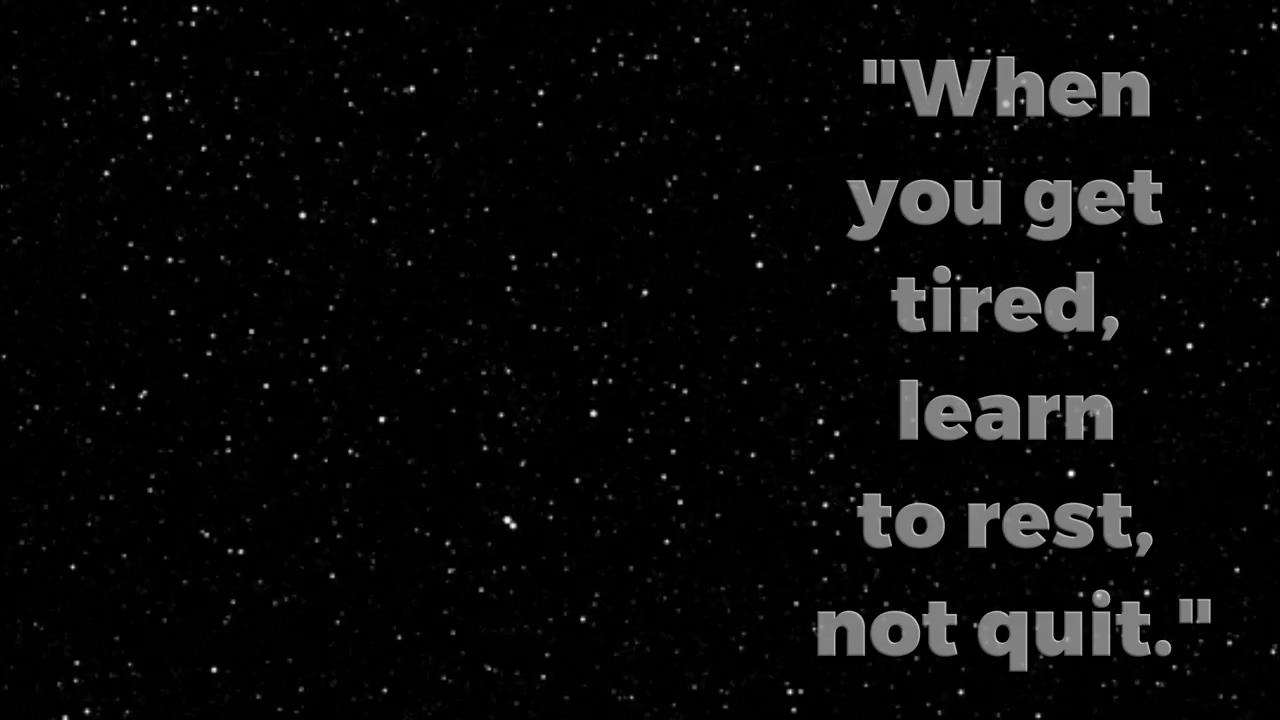 "When
you get
tired,
learn
to rest,
not quit."